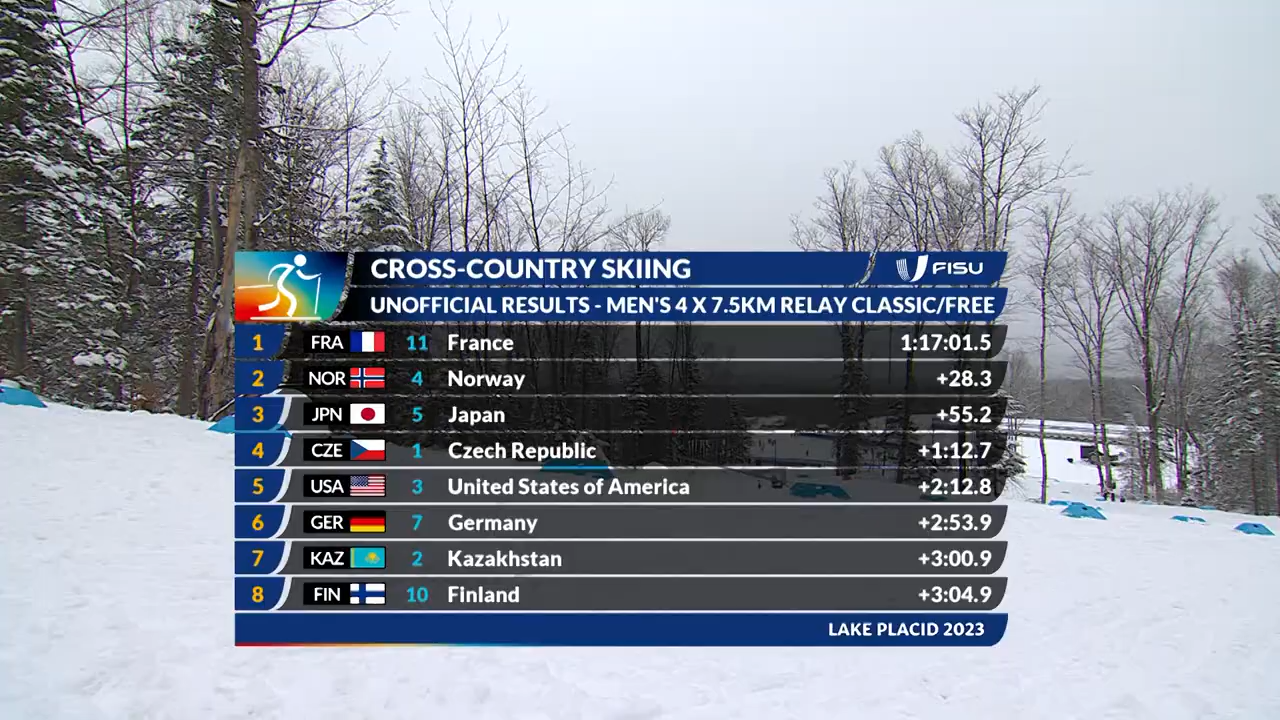 CROSS-COUNTRY SKIING FISU
UNOFFICIAL RESULTS - MEN'S 4 X 7.5KM RELAY CLASSIC/FREE
1 FRA 11 France 1:17:01.5
2 NOR 4 Norway +28.3
3 JPN 5 Japan +55.2
4 CZE 1 Czech Republic +1:12.7
5 USA 3 United States of America +2:12.8
6 GER 7 Germany +2:53.9
7 KAZ 2 Kazakhstan +3:00.9
8 FIN 10 Finland +3:04.9
LAKE PLACID 2023